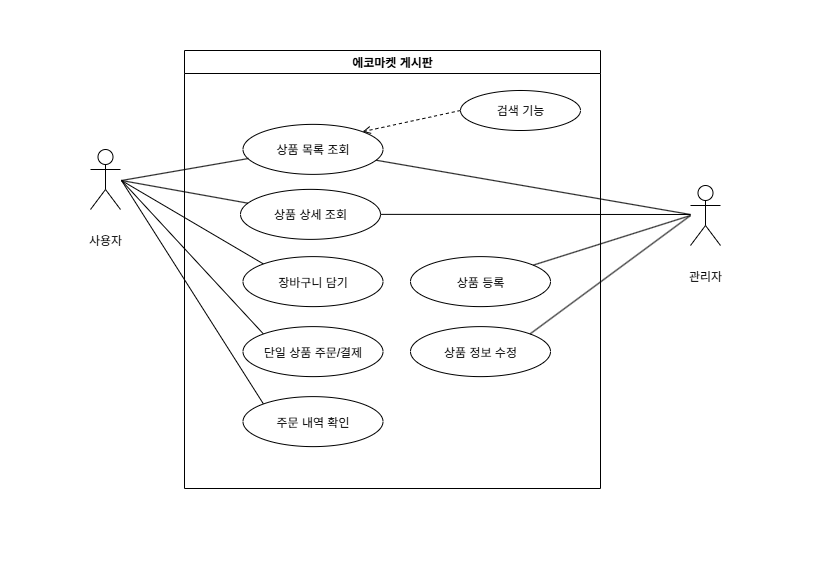 에코마켓 게시판
검색 기능
상품 목록 조회
상품 상세 조회
사용자
관리자
장바구니 담기
상품 등록
단일 상품 주문/결제
상품 정보 수정
주문 내역 확인